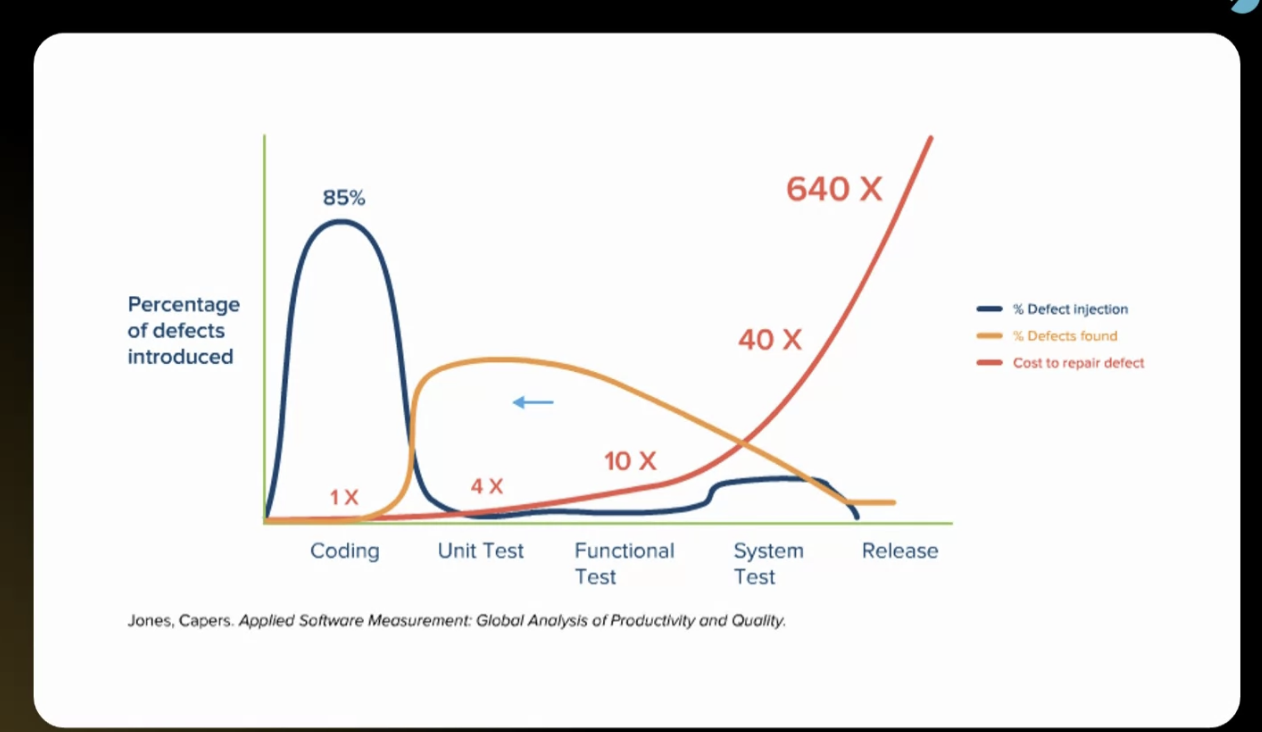 85%
640 X
40 X
10 X
4 X
1 X
Percentage
of defects
introduced
% Defect injection
% Defects found
Cost to repair defect
Coding
Unit Test
Functional
Test
System
Test
Release
Jones, Capers. Applied Software Measurement: Global Analysis of Productivity and Quality.